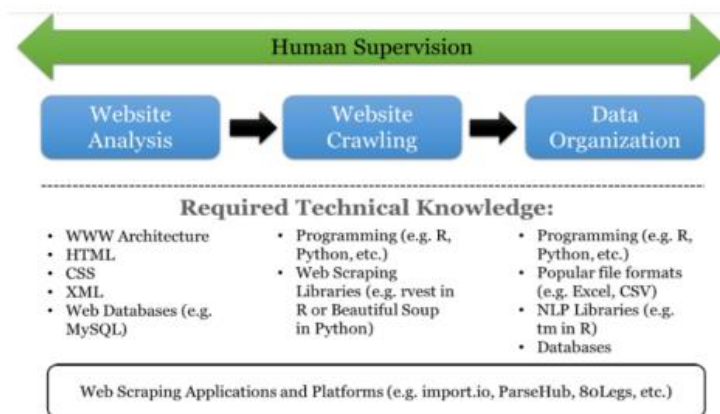 Human Supervision
Website
Analysis
Website
Crawling
Data
Organization
Required Technical Knowledge:
• WWW Architecture
• HTML
• CSS
• XML
• Web Databases (e.g.
MySQL)
• Programming (e.g. R,
Python, etc.)
• Web Scraping
Libraries (e.g. rvest in
R or Beautiful Soup
in Python)
• Programming (e.g. R,
Python, etc.)
• Popular file formats
(e.g. Excel, CSV)
• NLP Libraries (e.g.
tm in R)
• Databases
Web Scraping Applications and Platforms (e.g. import.io, ParseHub, 80Legs, etc.)